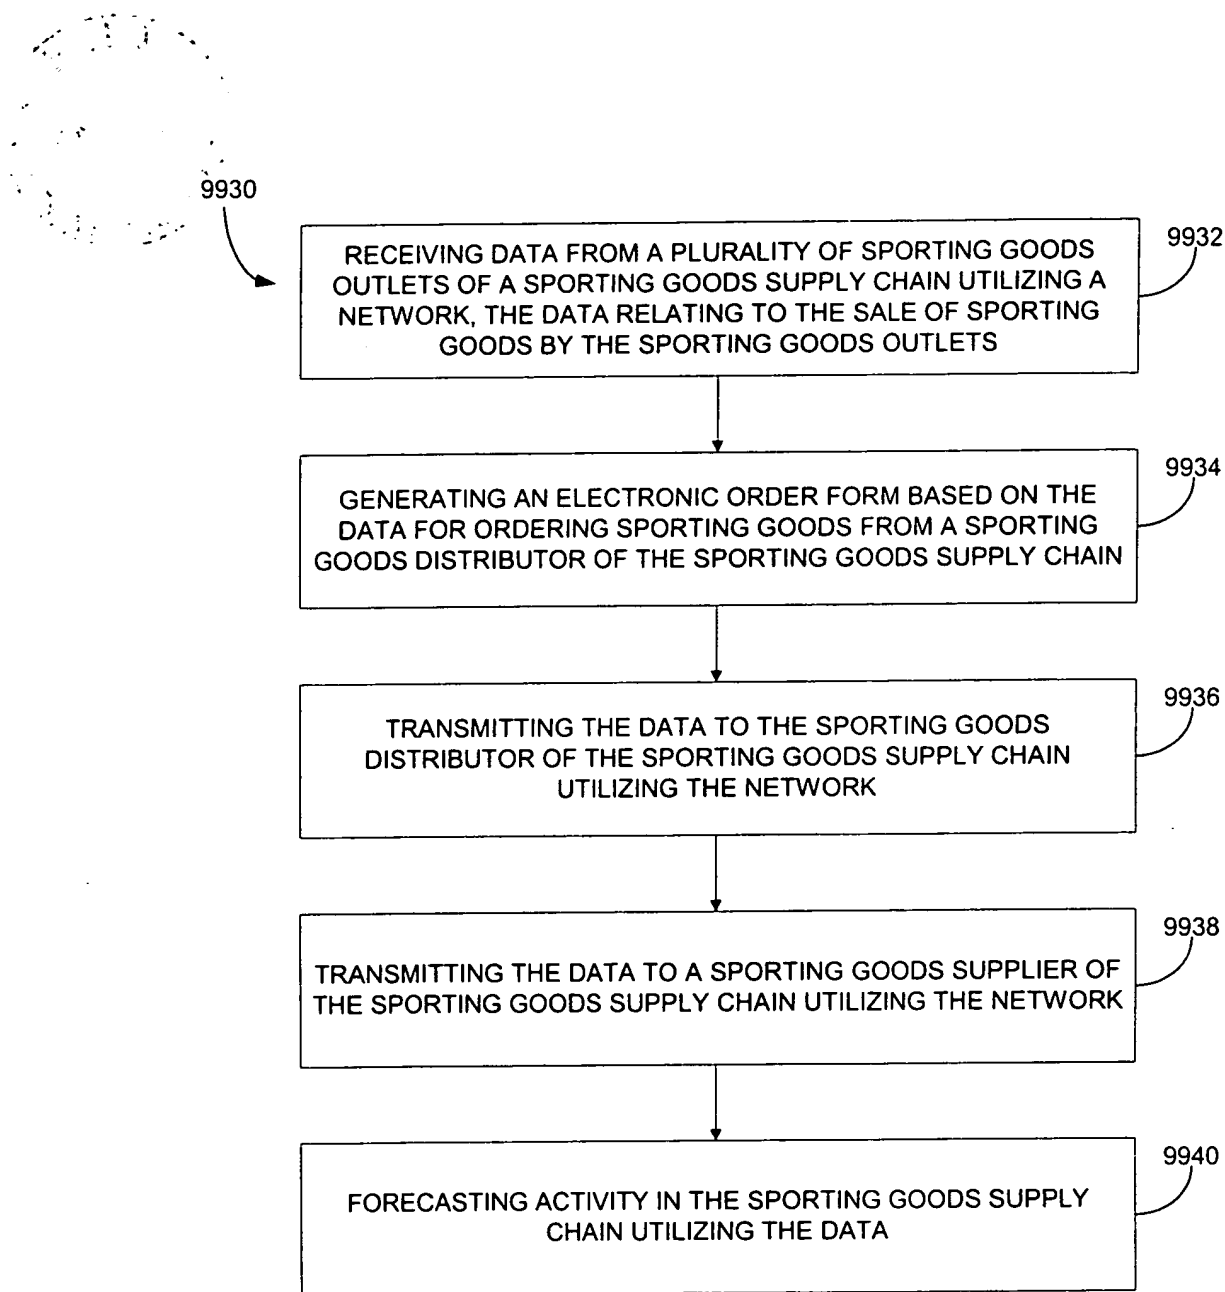 9930
9932
RECEIVING DATA FROM A PLURALITY OF SPORTING GOODS
OUTLETS OF A SPORTING GOODS SUPPLY CHAIN UTILIZING A
NETWORK, THE DATA RELATING TO THE SALE OF SPORTING
GOODS BY THE SPORTING GOODS OUTLETS
9934
GENERATING AN ELECTRONIC ORDER FORM BASED ON THE
DATA FOR ORDERING SPORTING GOODS FROM A SPORTING
GOODS DISTRIBUTOR OF THE SPORTING GOODS SUPPLY CHAIN
9936
TRANSMITTING THE DATA TO THE SPORTING GOODS
DISTRIBUTOR OF THE SPORTING GOODS SUPPLY CHAIN
UTILIZING THE NETWORK
9938
TRANSMITTING THE DATA TO A SPORTING GOODS SUPPLIER OF
THE SPORTING GOODS SUPPLY CHAIN UTILIZING THE NETWORK
9940
FORECASTING ACTIVITY IN THE SPORTING GOODS SUPPLY
CHAIN UTILIZING THE DATA